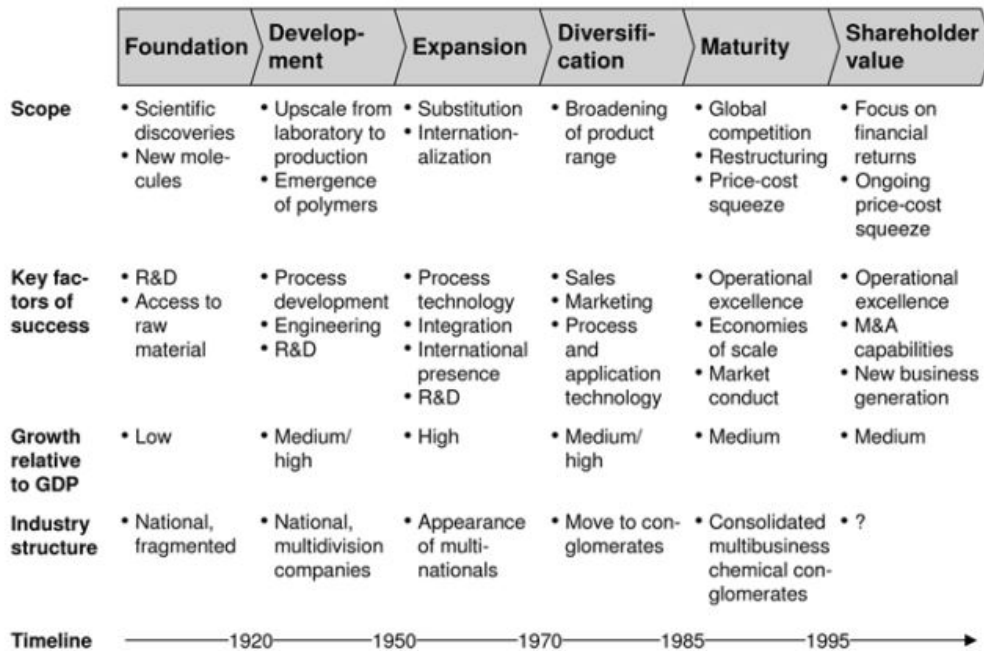 Foundation
Develop-
ment
Expansion
Diversifi-
cation
Maturity
Shareholder
value
Scope
• Scientific
discoveries
• New mole-
cules
• Upscale from
laboratory to
production
• Emergence
of polymers
• Substitution
• Internation-
alization
• Broadening
of product
range
• Global
competition
• Restructuring
• Price-cost
squeeze
• Focus on
financial
returns
• Ongoing
price-cost
squeeze
Key fac-
tors of
success
• R&D
• Access to
raw
material
• Process
development
• Engineering
• R&D
• Process
technology
• Integration
• International
presence
• R&D
• Sales
• Marketing
• Process
and
application
technology
• Operational
excellence
• Economies
of scale
• Market
conduct
• Operational
excellence
• M&A
capabilities
• New business
generation
Growth
relative
to GDP
• Low
• Medium/
high
• High
• Medium/
high
• Medium
• Medium
Industry
structure
• National,
fragmented
• National,
multidivision
companies
• Appearance
of multi-
nationals
• Move to con-
glomerates
• Consolidated
multibusiness
chemical con-
glomerates
• ?
Timeline
1920
1950
1970
1985
1995